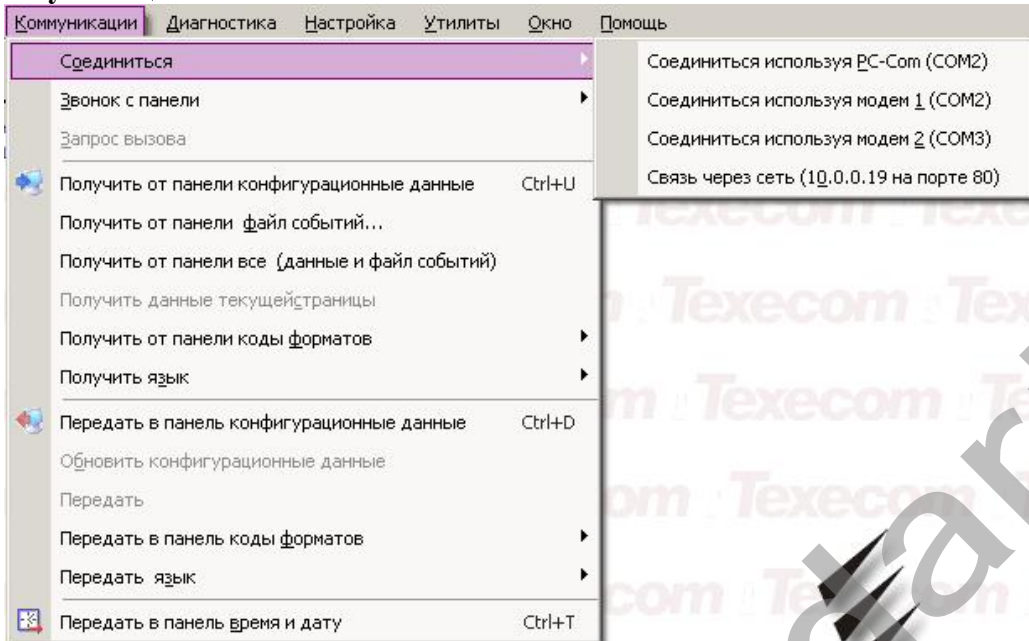 Коммуникации Диагностика Настройка Утилиты Окно Помощь
Соединиться
Соединиться используя PC-Com (COM2)
Звонок с панели
Соединиться используя модем 1 (COM2)
Запрос вызова
Соединиться используя модем 2 (COM3)
Получить от панели конфигурационные данные Ctrl+U
Связь через сеть (10.0.0.19 на порте 80)
Получить от панели файл событий...
Получить от панели все (данные и файл событий)
Получить данные текущейстраницы
Texecom
Получить от панели коды форматов
Получить язык
Передать в панель конфигурационные данные Ctrl+D
Texecom
Обновить конфигурационные данные
Передать
Texecom
Передать в панель коды форматов
Передать язык
Передать в панель время и дату Ctrl+T